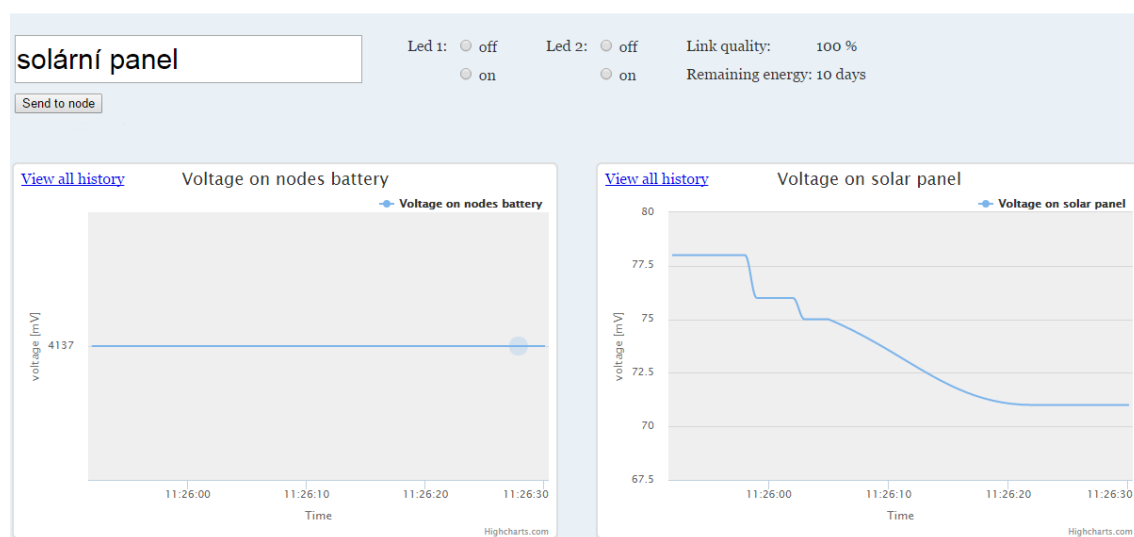 solární panel
Send to node
Led 1: off
on
Led 2: off
on
Link quality: 100 %
Remaining energy: 10 days
View all history
Voltage on nodes battery
Voltage on nodes battery
voltage [mV]
4137
11:26:00 11:26:10 11:26:20 11:26:30
Time
Highcharts.com
View all history
Voltage on solar panel
Voltage on solar panel
voltage [mV]
80
77.5
75
72.5
70
67.5
11:26:00 11:26:10 11:26:20 11:26:30
Time
Highcharts.com